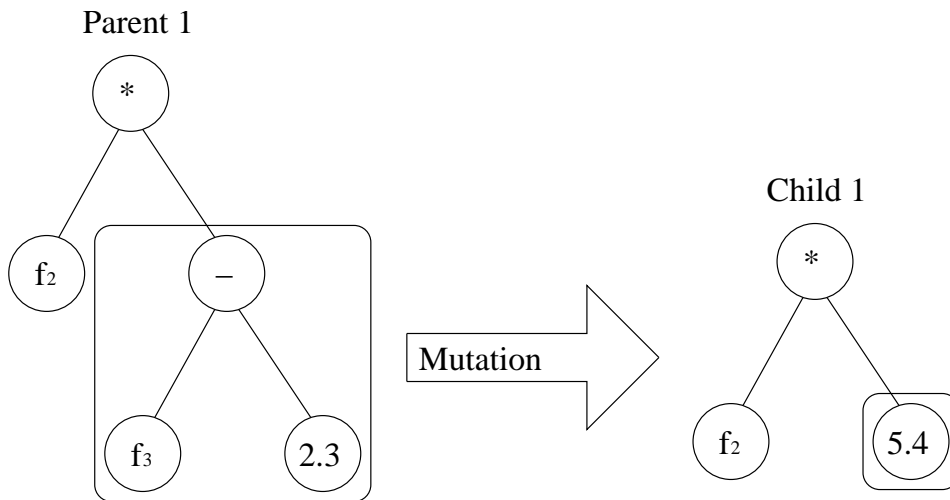 Parent 1
*
f₂
–
f₃
2.3
Mutation
Child 1
*
f₂
5.4